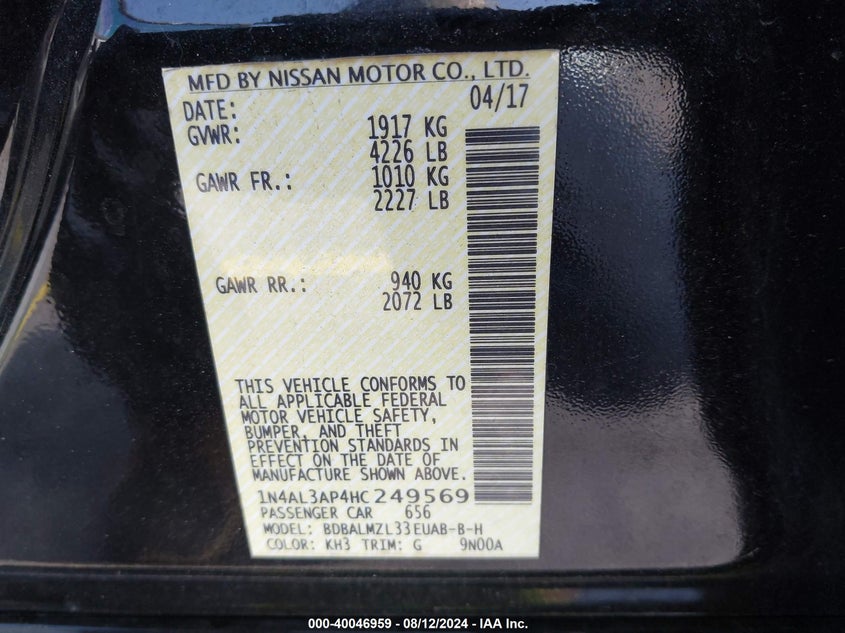 MFD BY NISSAN MOTOR CO., LTD.
DATE: 04/17
GVWR: 1917 KG
4226 LB
GAWR FR.: 1010 KG
2227 LB
GAWR RR.: 940 KG
2072 LB
THIS VEHICLE CONFORMS TO
ALL APPLICABLE FEDERAL
MOTOR VEHICLE SAFETY,
BUMPER, AND THEFT
PREVENTION STANDARDS IN
EFFECT ON THE DATE OF
MANUFACTURE SHOWN ABOVE.
1N4AL3AP4HC249569
PASSENGER CAR 656
MODEL: BDBALMZL33EUAB-B-H
COLOR: KH3 TRIM: G 9N00A
000-40046959 - 08/12/2024 - IAA Inc.